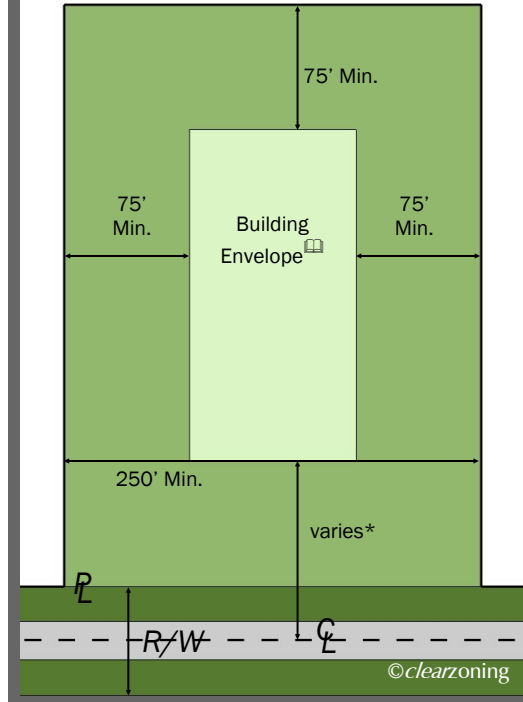 75' Min.
75'
Min.
75'
Min.
Building
Envelope
250' Min.
varies*
PL
R/W
CL
©clearzoning